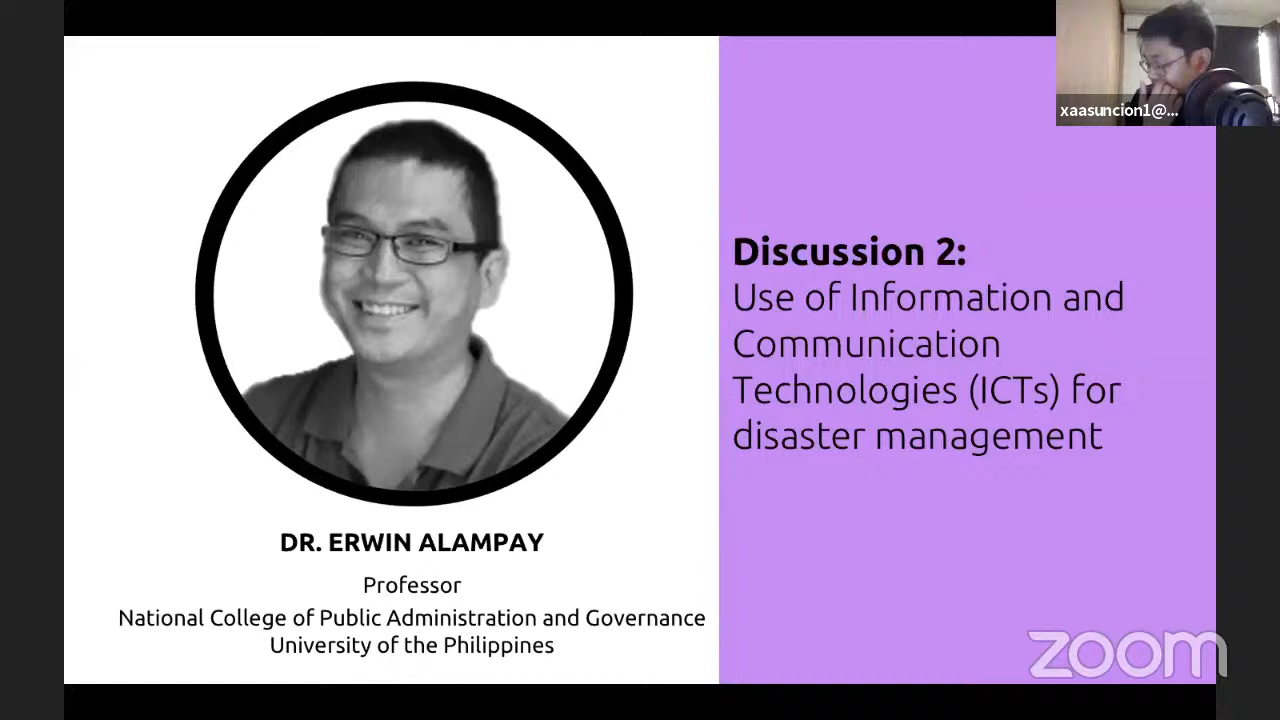 xaasuncion1@...
Discussion 2:
Use of Information and
Communication
Technologies (ICTs) for
disaster management
DR. ERWIN ALAMPAY
Professor
National College of Public Administration and Governance
University of the Philippines
zoom